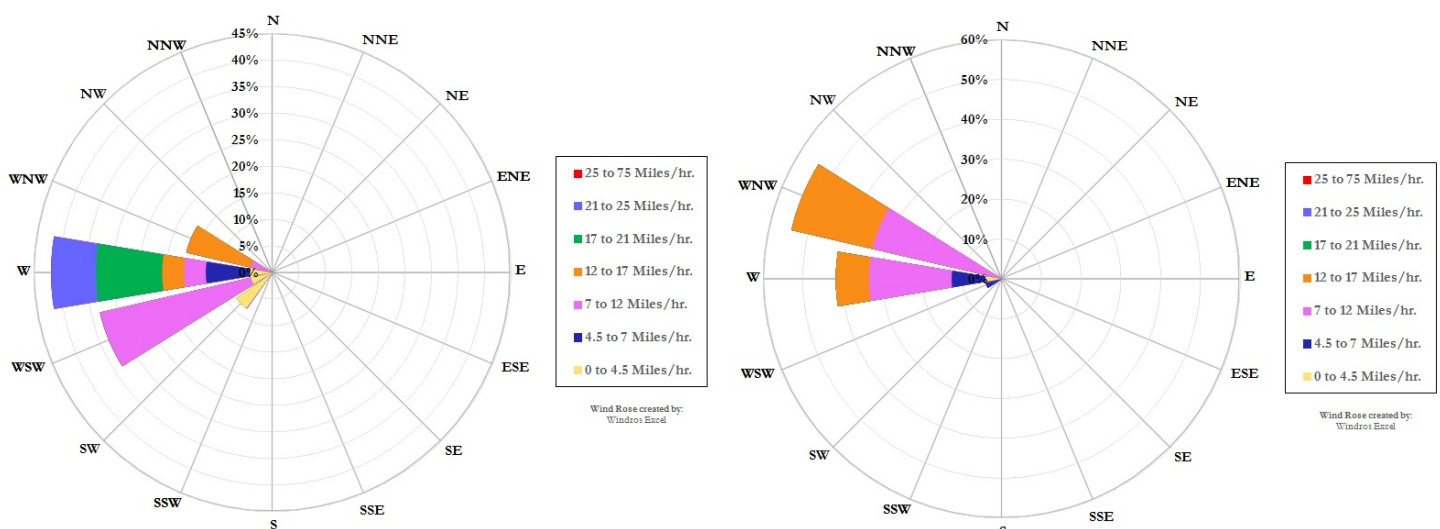 N
45%
NNW
NNE
40%
35%
NW
NE
30%
25%
20%
WNW
ENE
15%
10%
5%
W
0%
E
WSW
ESE
SW
SE
SSW
SSE
S
25 to 75 Miles/hr.
21 to 25 Miles/hr.
17 to 21 Miles/hr.
12 to 17 Miles/hr.
7 to 12 Miles/hr.
4.5 to 7 Miles/hr.
0 to 4.5 Miles/hr.
Wind Rose created by:
Windros Excel
N
60%
NNW
NNE
50%
NW
NE
40%
30%
WNW
ENE
20%
10%
W
0%
E
WSW
ESE
SW
SE
SSW
SSE
25 to 75 Miles/hr.
21 to 25 Miles/hr.
17 to 21 Miles/hr.
12 to 17 Miles/hr.
7 to 12 Miles/hr.
4.5 to 7 Miles/hr.
0 to 4.5 Miles/hr.
Wind Rose created by:
Windros Excel